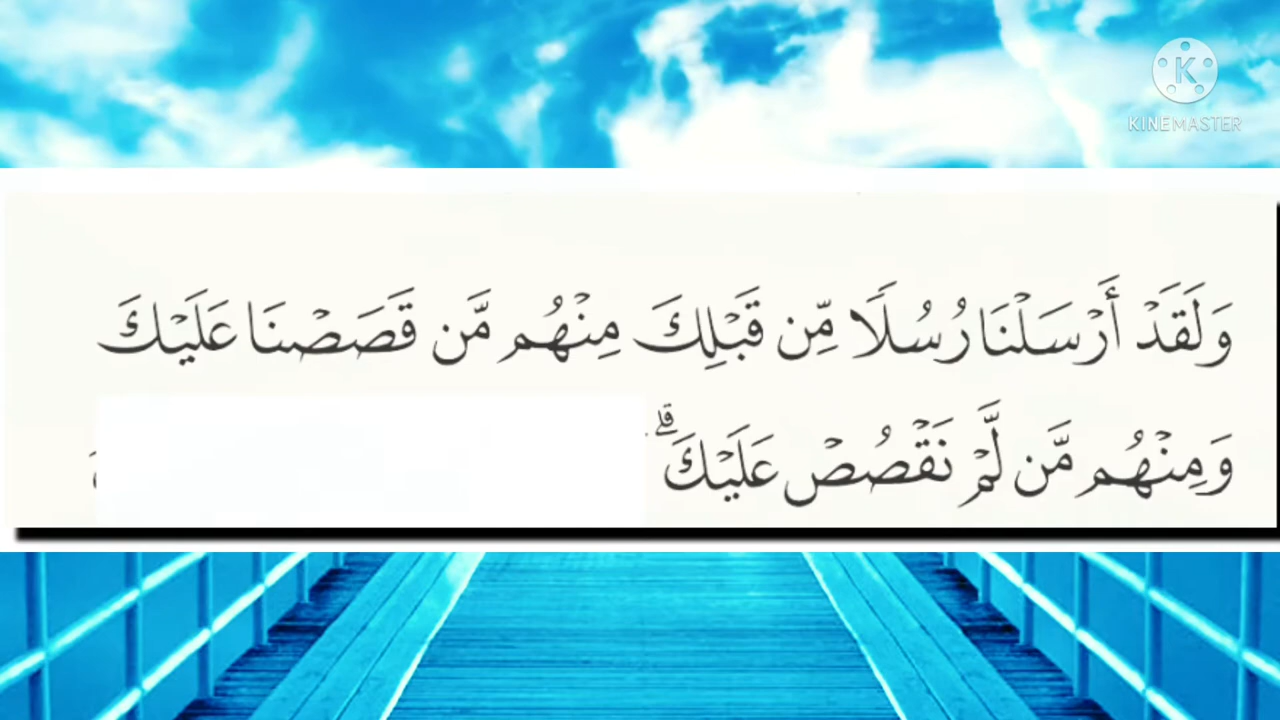 KINEMASTER
وَلَقَدْ أَرْسَلْنَا رُسُلًا مِّن قَبْلِكَ مِنْهُم مَّن قَصَصْنَا عَلَيْكَ
وَمِنْهُم مَّن لَّمْ نَقْصُصْ عَلَيْكَ ۗ